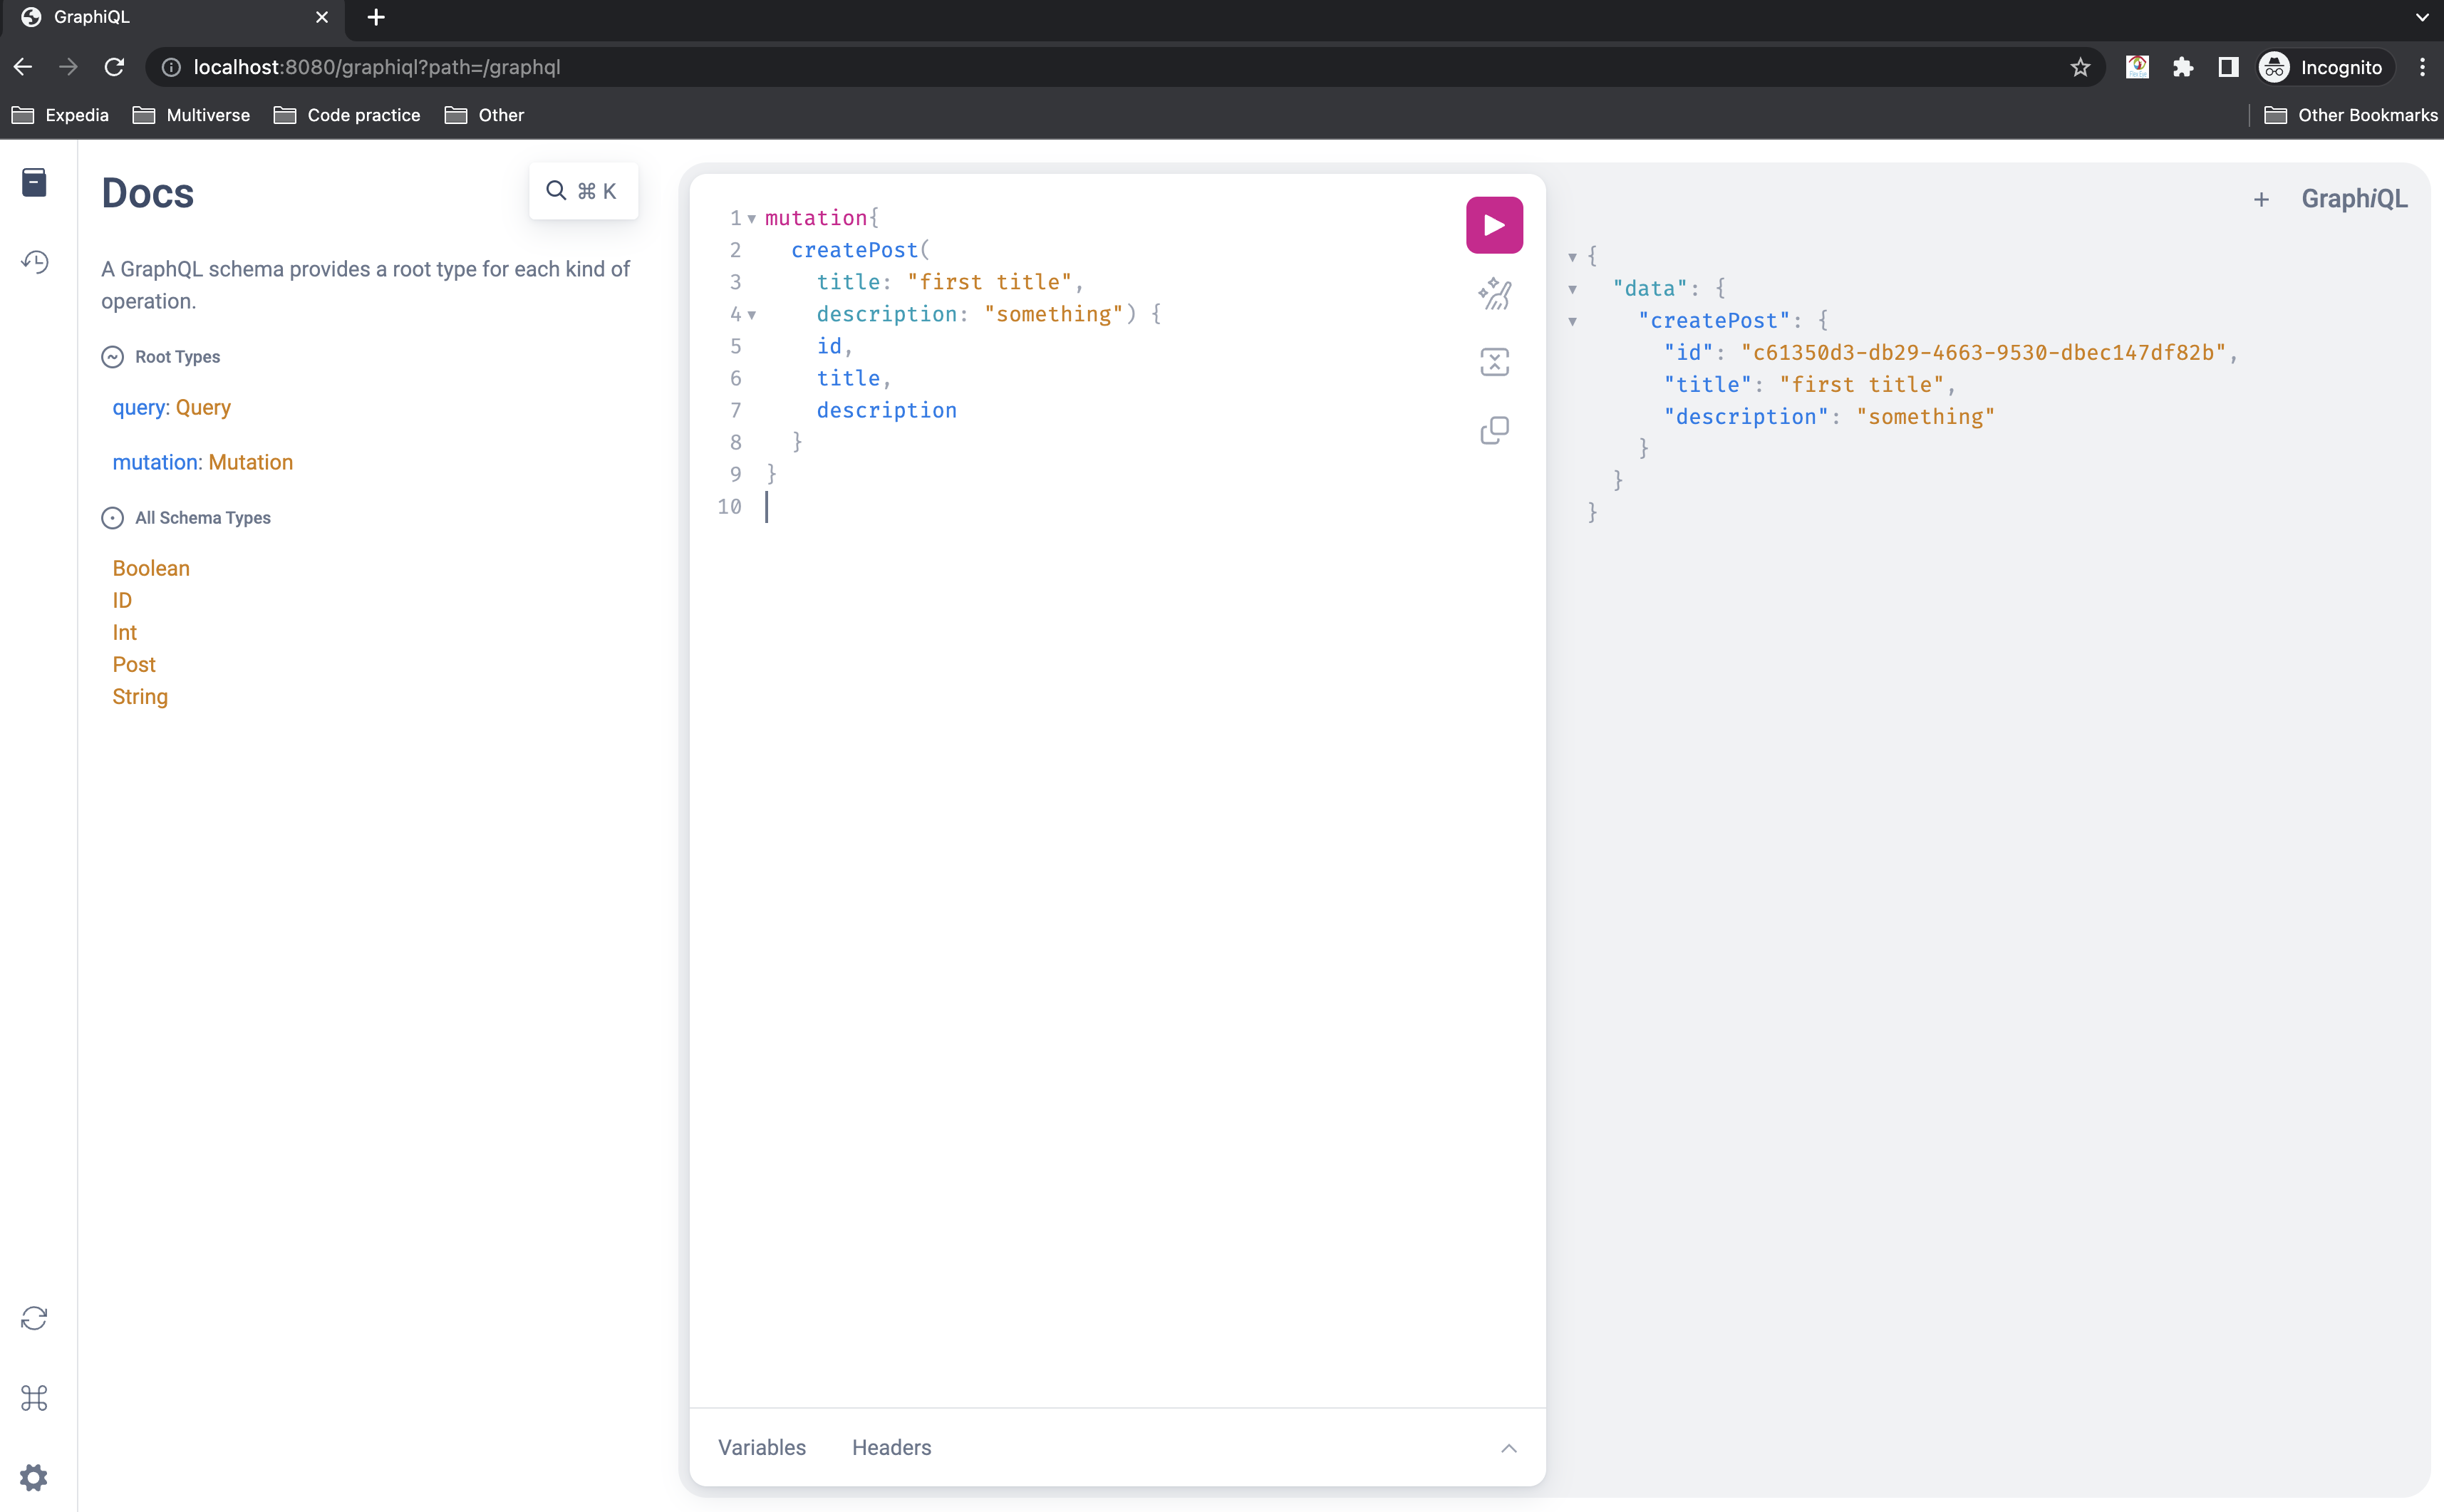 GraphiQL
localhost:8080/graphiql?path=/graphql
Incognito
Expedia Multiverse Code practice Other Other Bookmarks
Docs
⌘ K
A GraphQL schema provides a root type for each kind of
operation.
Root Types
query: Query
mutation: Mutation
All Schema Types
Boolean
ID
Int
Post
String
1 mutation{
2 createPost(
3 title: "first title",
4 description: "something") {
5 id,
6 title,
7 description
8 }
9 }
10
Variables Headers
+ GraphiQL
{
"data": {
"createPost": {
"id": "c61350d3-db29-4663-9530-dbec147df82b",
"title": "first title",
"description": "something"
}
}
}